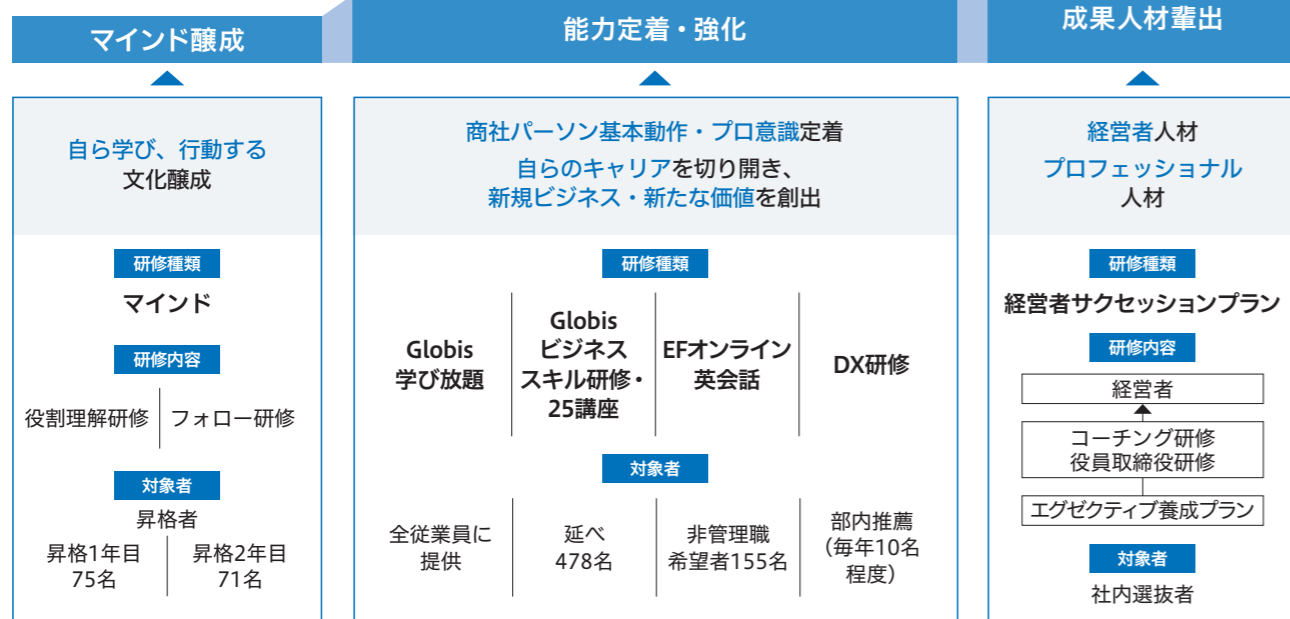 マインド醸成
自ら学び、行動する
文化醸成
研修種類
マインド
研修内容
役割理解研修
フォロー研修
対象者
昇格者
昇格1年目
75名
昇格2年目
71名
能力定着・強化
商社パーソン基本動作・プロ意識定着
自らのキャリアを切り開き、
新規ビジネス・新たな価値を創出
研修種類
Globis
学び放題
Globis
ビジネス
スキル研修・
25講座
EFオンライン
英会話
DX研修
対象者
全従業員に
提供
延べ
478名
非管理職
希望者155名
部内推薦
（毎年10名
程度）
成果人材輩出
経営者人材
プロフェッショナル
人材
研修種類
経営者サクセッションプラン
研修内容
経営者
コーチング研修
役員取締役研修
エグゼクティブ養成プラン
対象者
社内選抜者